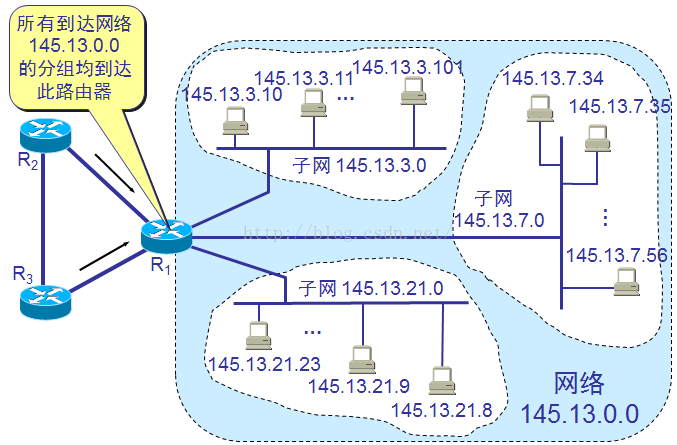 所有到达网络
145.13.0.0
的分组均到达
此路由器
R2
R3
R1
145.13.3.10
145.13.3.11
...
145.13.3.101
子网 145.13.3.0
145.13.7.34
145.13.7.35
子网
145.13.7.0
...
145.13.7.56
http://blog.csdn.net/
子网 145.13.21.0
...
145.13.21.23
145.13.21.9
145.13.21.8
网络
145.13.0.0